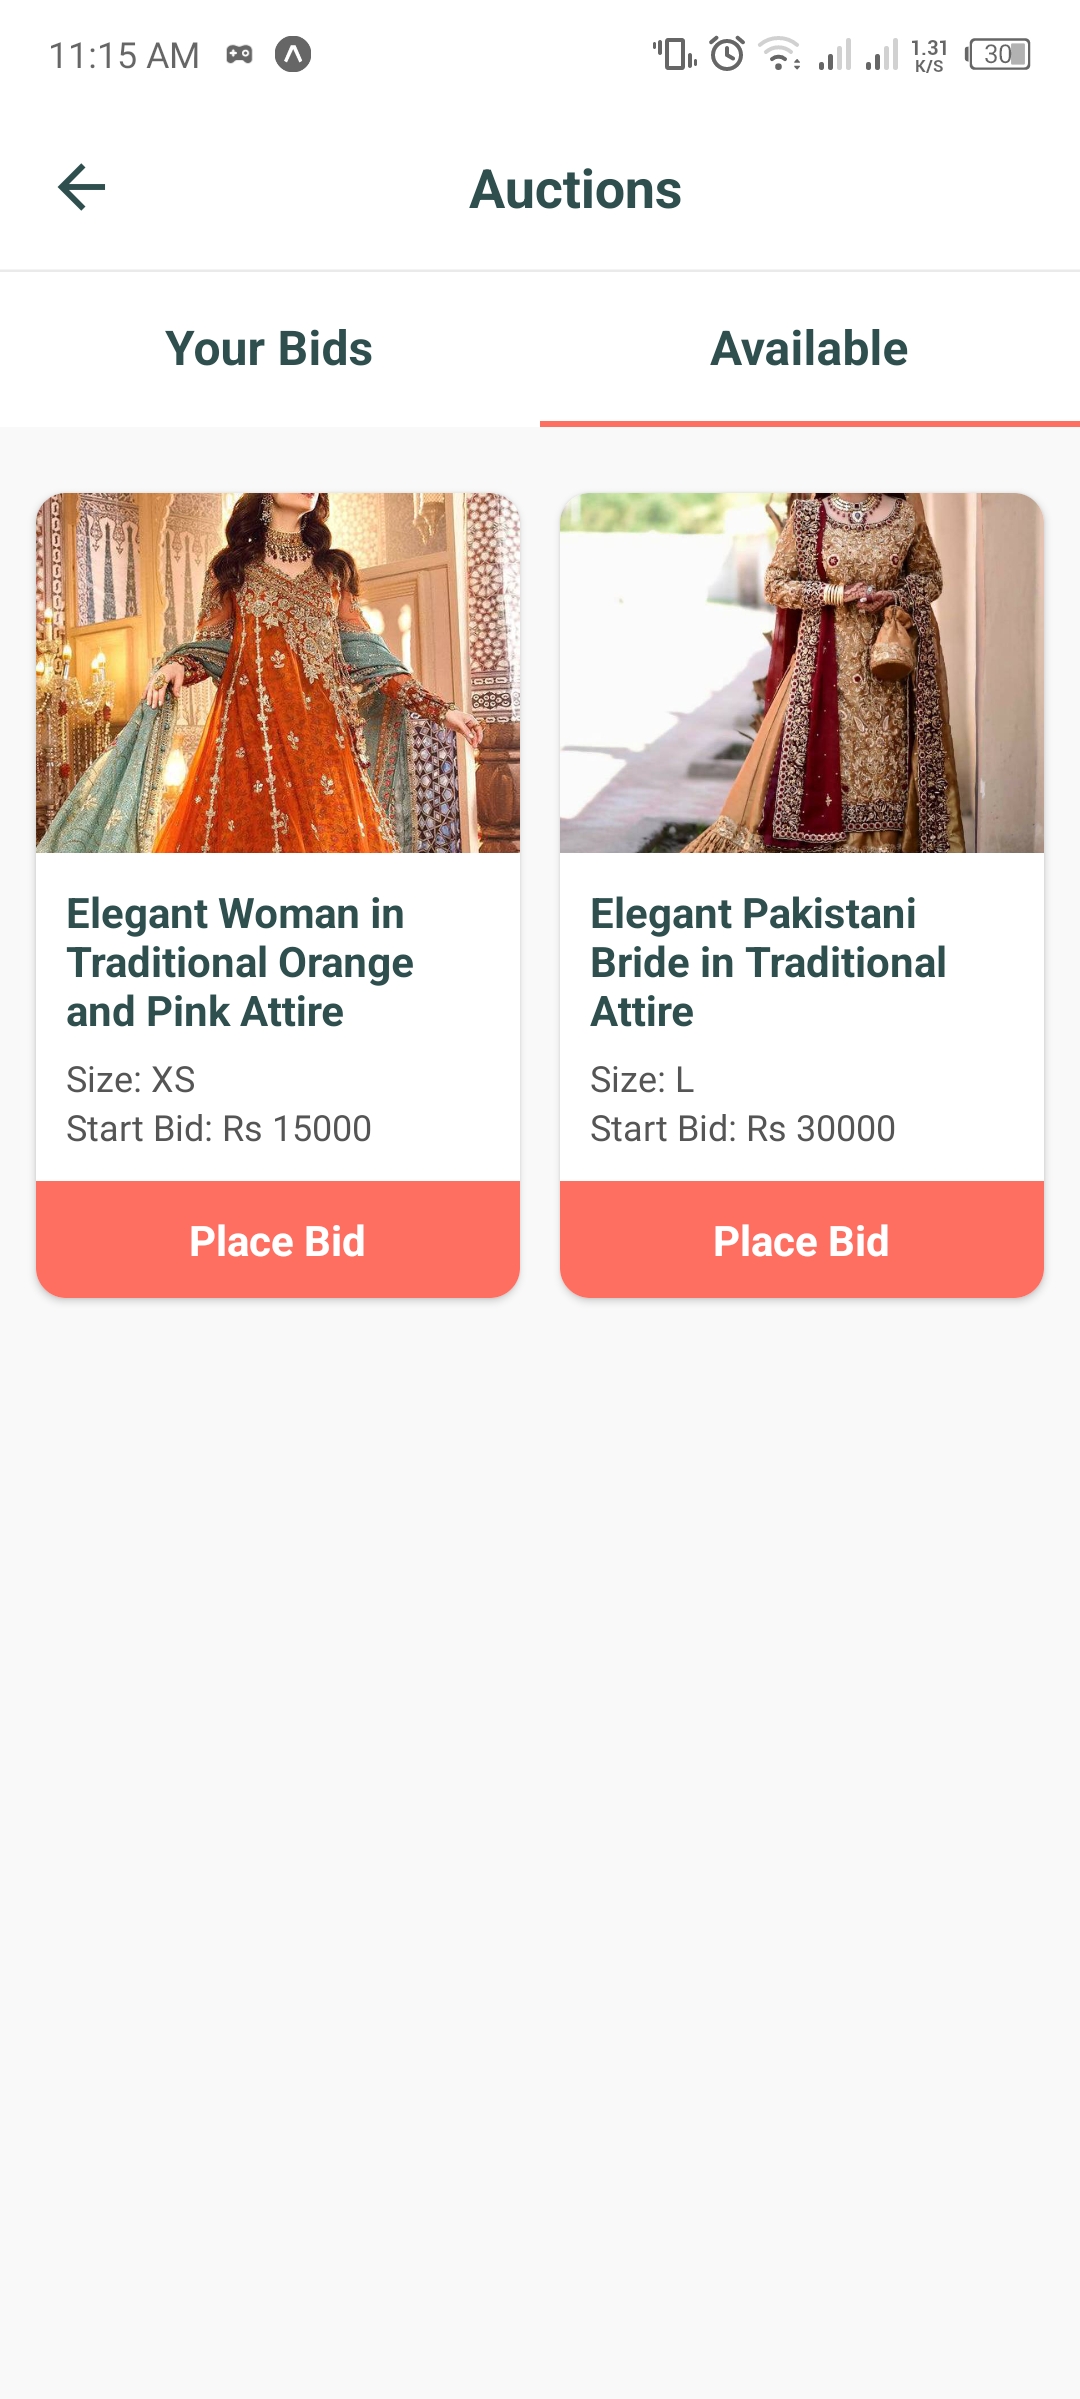 11:15 AM
1.31
K/S
30
Auctions
Your Bids
Available
Elegant Woman in
Traditional Orange
and Pink Attire
Size: XS
Start Bid: Rs 15000
Place Bid
Elegant Pakistani
Bride in Traditional
Attire
Size: L
Start Bid: Rs 30000
Place Bid